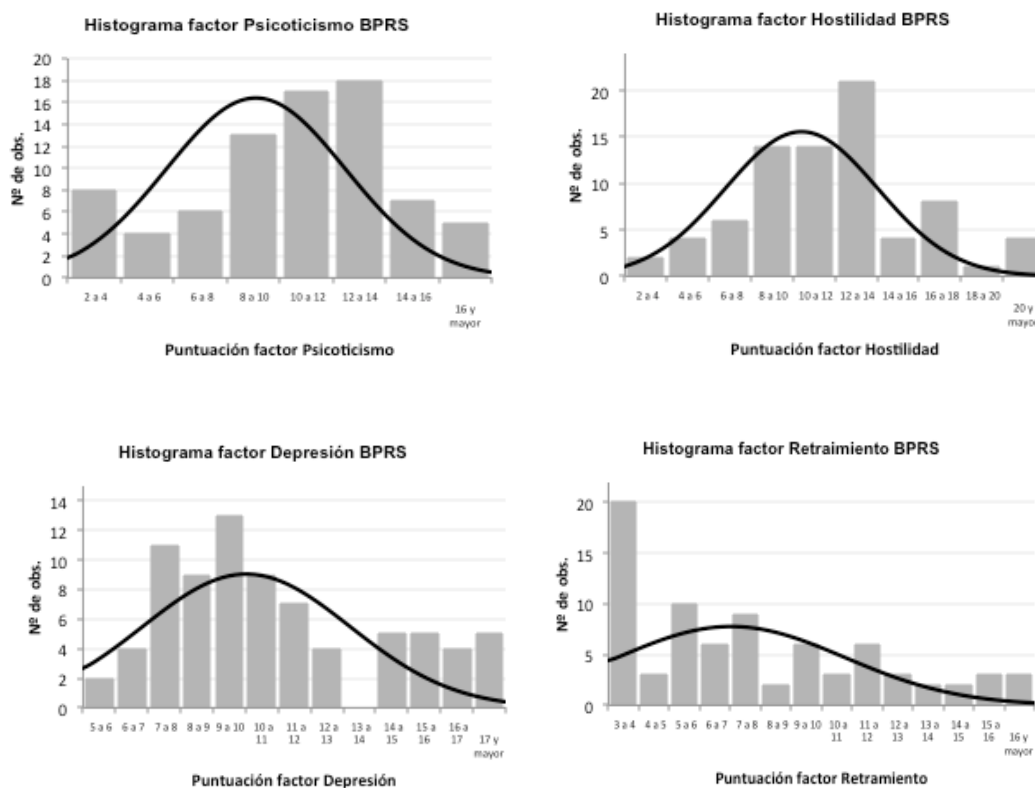 Histograma factor Psicoticismo BPRS
20
18
16
14
12
10
8
6
4
2
0
Nº de obs.
2 a 4 4 a 6 6 a 8 8 a 10 10 a 12 12 a 14 14 a 16 16 y
mayor
Puntuación factor Psicoticismo
Histograma factor Hostilidad BPRS
20
15
10
5
0
Nº de obs.
2 a 4 4 a 6 6 a 8 8 a 10 10 a 12 12 a 14 14 a 16 16 a 18 18 a 20 20 y
mayor
Puntuación factor Hostilidad
Histograma factor Depresión BPRS
14
12
10
8
6
4
2
0
Nº de obs.
5 a 6 6 a 7 7 a 8 8 a 9 9 a 10 10 a 11 a 12 a 13 a 14 a 15 a 16 a 17 y
11 12 13 14 15 16 17 mayor
Puntuación factor Depresión
Histograma factor Retraimiento BPRS
20
15
10
5
0
Nº de obs.
3 a 4 4 a 5 5 a 6 6 a 7 7 a 8 8 a 9 9 a 10 10 a 11 a 12 a 13 a 14 a 15 a 16 y
11 12 13 14 15 16 mayor
Puntuación factor Retramiento